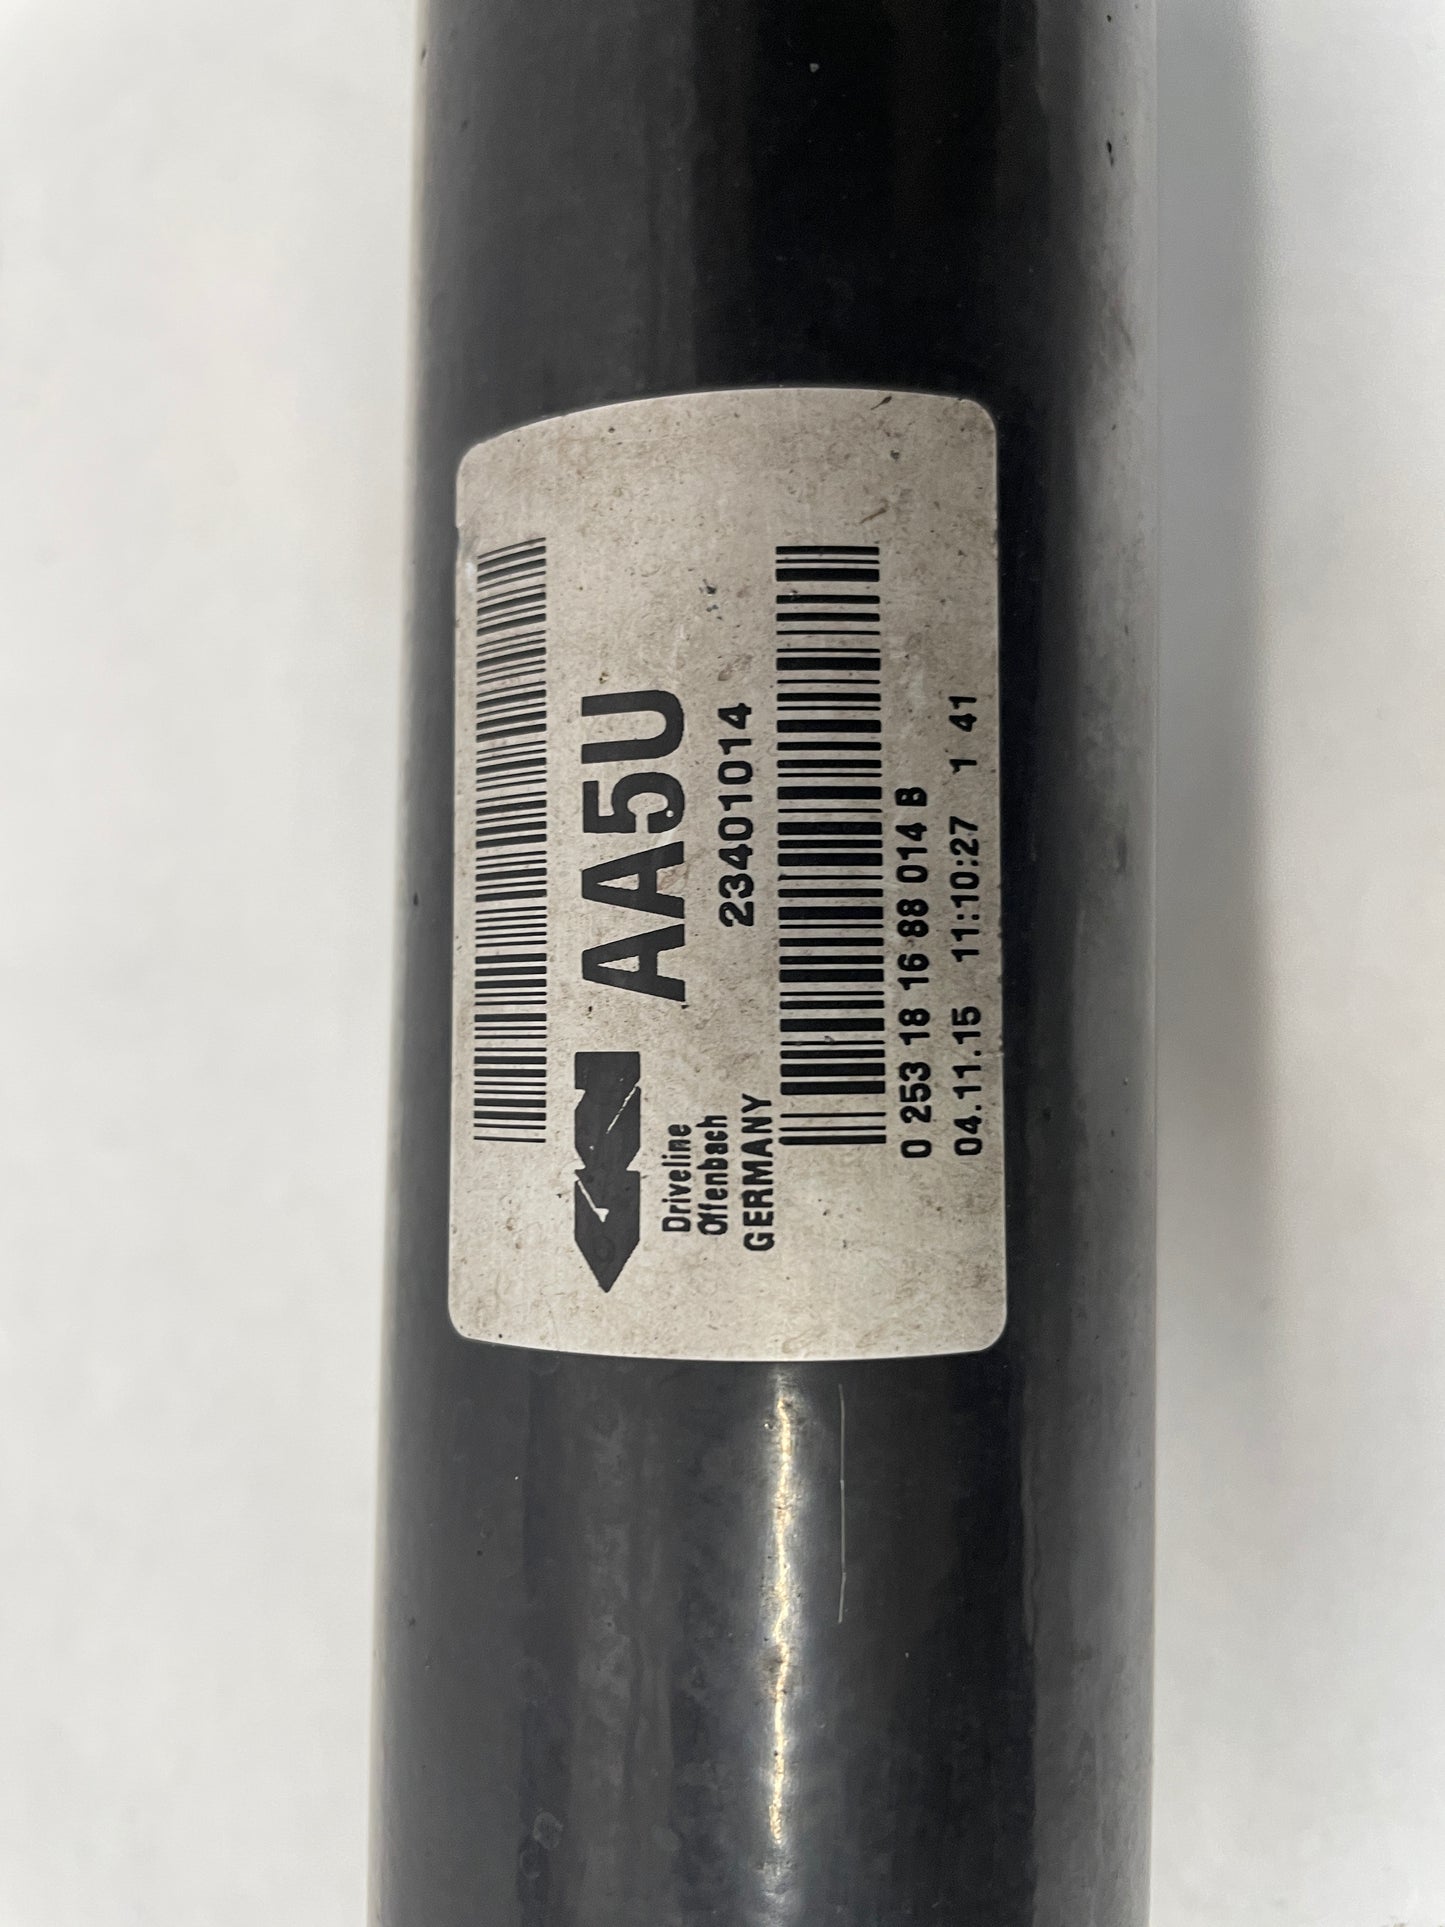 AA5U
23401014
Driveline
Offenbach
GERMANY
0 253 18 16 88 014 B
04.11.15 11:10:27 1 41